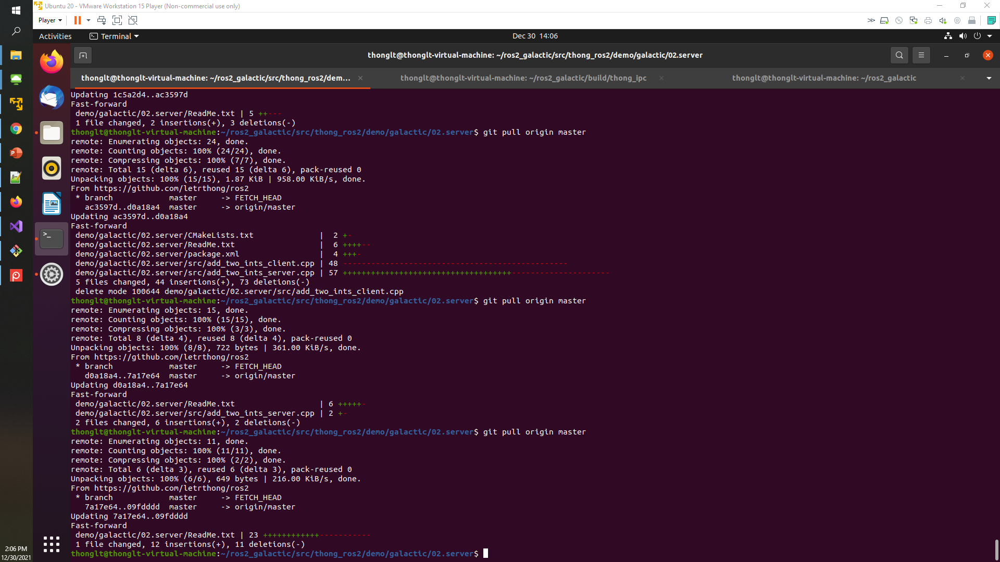 Ubuntu 20 - VMware Workstation 15 Player (Non-commercial use only)
Player
Activities
Terminal
Dec 30 14:06
thonglt@thonglt-virtual-machine: ~/ros2_galactic/src/thong_ros2/demo/galactic/02.server
thonglt@thonglt-virtual-machine: ~/ros2_galactic/src/thong_ros2/dem...
thonglt@thonglt-virtual-machine: ~/ros2_galactic/build/thong_ipc
thonglt@thonglt-virtual-machine: ~/ros2_galactic
Updating 1c5a2d4..ac3597d
Fast-forward
demo/galactic/02.server/ReadMe.txt | 5 ++---
1 file changed, 2 insertions(+), 3 deletions(-)
thonglt@thonglt-virtual-machine:~/ros2_galactic/src/thong_ros2/demo/galactic/02.server$ git pull origin master
remote: Enumerating objects: 24, done.
remote: Counting objects: 100% (24/24), done.
remote: Compressing objects: 100% (7/7), done.
remote: Total 15 (delta 6), reused 15 (delta 6), pack-reused 0
Unpacking objects: 100% (15/15), 1.87 KiB | 958.00 KiB/s, done.
From https://github.com/letrthong/ros2
* branch            master     -> FETCH_HEAD
ac3597d..d0a18a4  master     -> origin/master
Updating ac3597d..d0a18a4
Fast-forward
demo/galactic/02.server/CMakeLists.txt              |  2 +-
demo/galactic/02.server/ReadMe.txt                  |  6 ++++--
demo/galactic/02.server/package.xml                 |  4 +++-
demo/galactic/02.server/src/add_two_ints_client.cpp | 48 ------------------------------------------------
demo/galactic/02.server/src/add_two_ints_server.cpp | 57 ++++++++++++++++++++++++++++++++++++---------------------
5 files changed, 44 insertions(+), 73 deletions(-)
delete mode 100644 demo/galactic/02.server/src/add_two_ints_client.cpp
thonglt@thonglt-virtual-machine:~/ros2_galactic/src/thong_ros2/demo/galactic/02.server$ git pull origin master
remote: Enumerating objects: 15, done.
remote: Counting objects: 100% (15/15), done.
remote: Compressing objects: 100% (3/3), done.
remote: Total 8 (delta 4), reused 8 (delta 4), pack-reused 0
Unpacking objects: 100% (8/8), 722 bytes | 361.00 KiB/s, done.
From https://github.com/letrthong/ros2
* branch            master     -> FETCH_HEAD
d0a18a4..7a17e64  master     -> origin/master
Updating d0a18a4..7a17e64
Fast-forward
demo/galactic/02.server/ReadMe.txt                  | 6 +++++-
demo/galactic/02.server/src/add_two_ints_server.cpp | 2 +-
2 files changed, 6 insertions(+), 2 deletions(-)
thonglt@thonglt-virtual-machine:~/ros2_galactic/src/thong_ros2/demo/galactic/02.server$ git pull origin master
remote: Enumerating objects: 11, done.
remote: Counting objects: 100% (11/11), done.
remote: Compressing objects: 100% (2/2), done.
remote: Total 6 (delta 3), reused 6 (delta 3), pack-reused 0
Unpacking objects: 100% (6/6), 649 bytes | 216.00 KiB/s, done.
From https://github.com/letrthong/ros2
* branch            master     -> FETCH_HEAD
7a17e64..09fdddd  master     -> origin/master
Updating 7a17e64..09fdddd
Fast-forward
demo/galactic/02.server/ReadMe.txt | 23 ++++++++++++-----------
1 file changed, 12 insertions(+), 11 deletions(-)
thonglt@thonglt-virtual-machine:~/ros2_galactic/src/thong_ros2/demo/galactic/02.server$
2:06 PM
12/30/2021